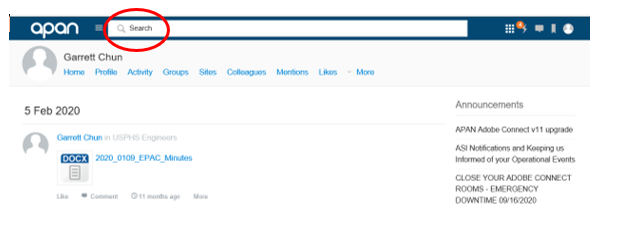 apan
Search
4
Garrett Chun
Home Profile Activity Groups Sites Colleagues Mentions Likes More
5 Feb 2020
Announcements
Garrett Chun in USPHS Engineers
DOCX
2020_0109_EPAC_Minutes
Like Comment 11 months ago More
APAN Adobe Connect v11 upgrade
ASI Notifications and Keeping us
Informed of your Operational Events
CLOSE YOUR ADOBE CONNECT
ROOMS - EMERGENCY
DOWNTIME 09/16/2020